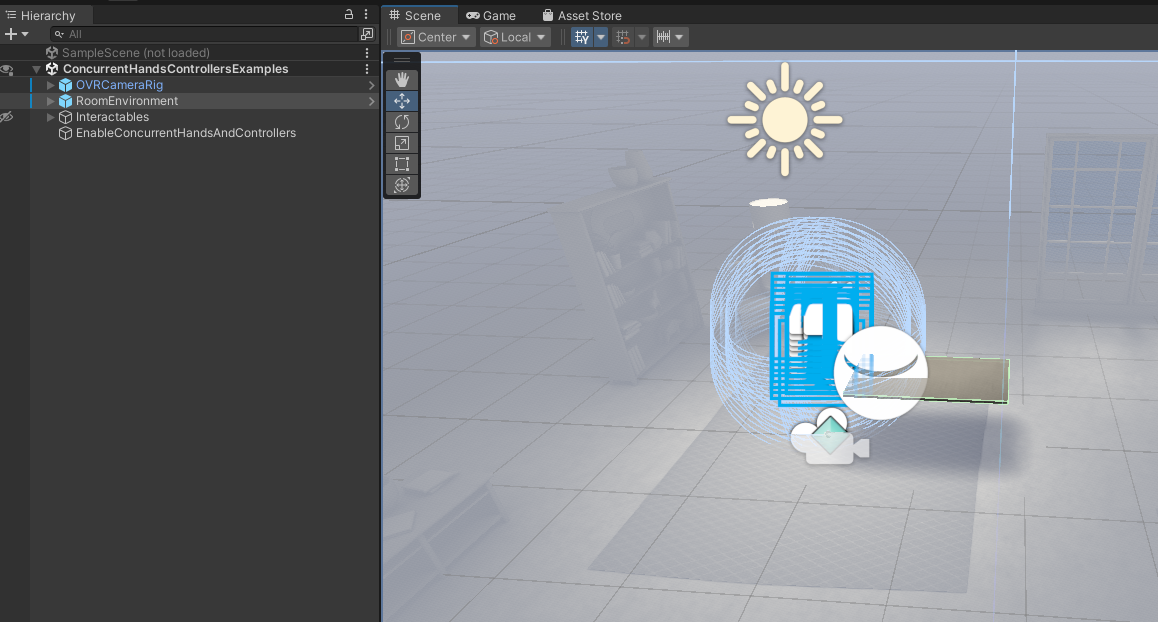 Hierarchy
Scene
Game
Asset Store
All
Center
Local
SampleScene (not loaded)
ConcurrentHandsControllersExamples
OVRCameraRig
RoomEnvironment
Interactables
EnableConcurrentHandsAndControllers